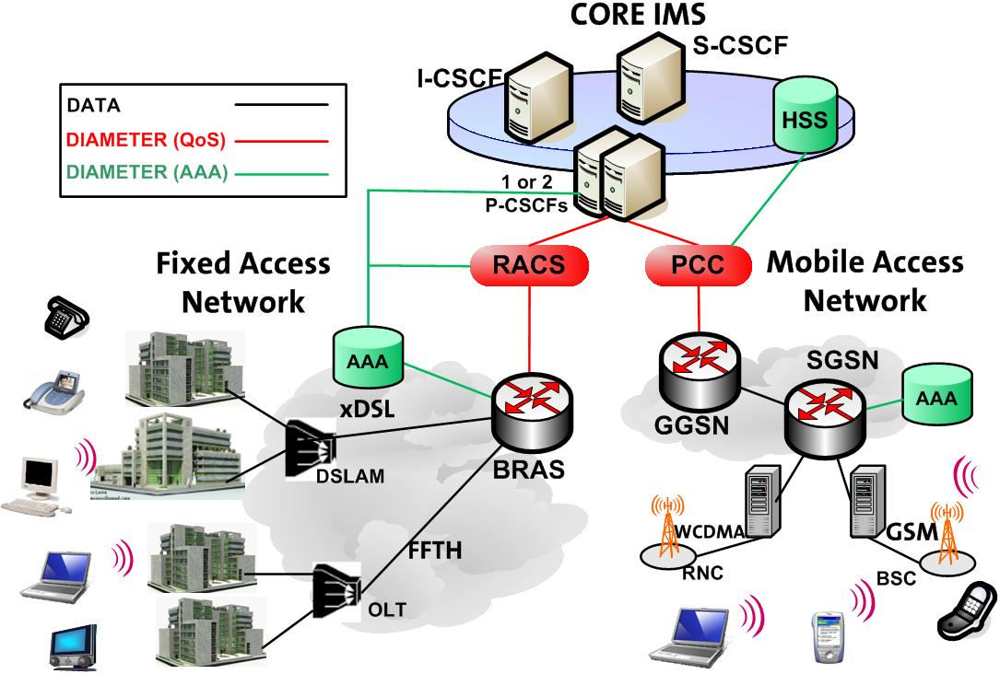 CORE IMS
S-CSCF
I-CSCF
HSS
DATA
DIAMETER (QoS)
DIAMETER (AAA)
1 or 2
P-CSCFs
RACS
PCC
Fixed Access
Network
Mobile Access
Network
AAA
xDSL
SGSN
AAA
GGSN
DSLAM
BRAS
WCDMA
GSM
FFTH
RNC
BSC
OLT